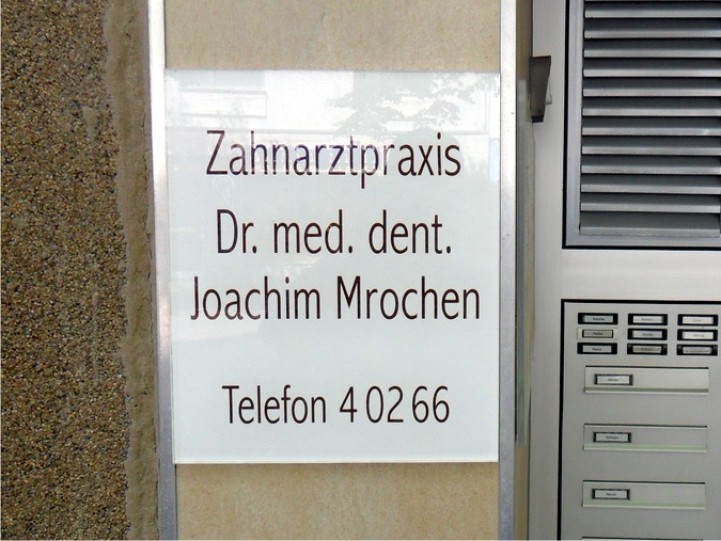 Zahnarztpraxis
Dr. med. dent.
Joachim Mrochen
Telefon 4 02 66